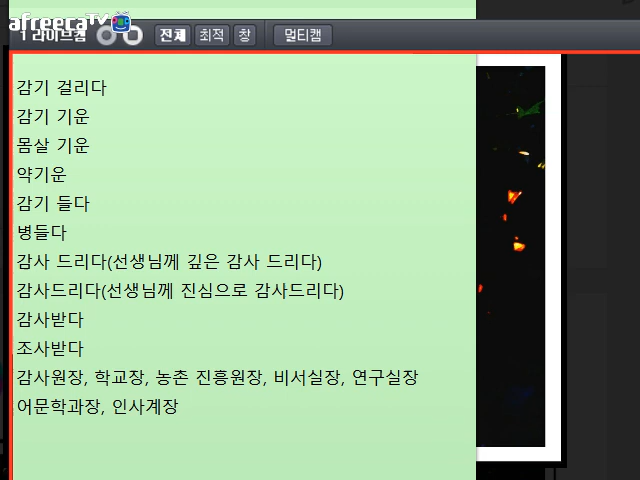 afreecaTV
1 라이브캠 전체 최적 창 멀티캠
감기 걸리다
감기 기운
몸살 기운
약기운
감기 들다
병들다
감사 드리다(선생님께 깊은 감사 드리다)
감사드리다(선생님께 진심으로 감사드리다)
감사받다
조사받다
감사원장, 학교장, 농촌 진흥원장, 비서실장, 연구실장
어문학과장, 인사계장